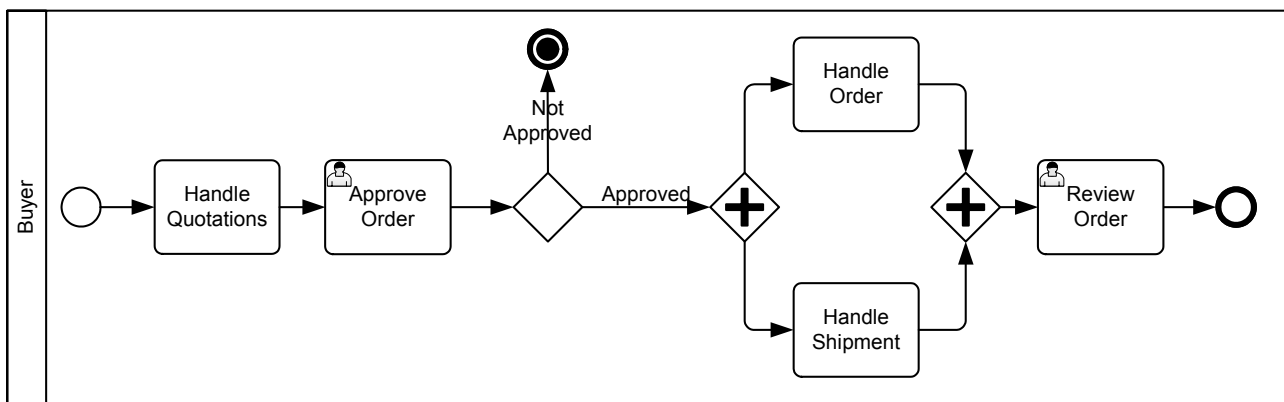 Buyer
Handle
Quotations
Approve
Order
Not
Approved
Approved
Handle
Order
Handle
Shipment
Review
Order